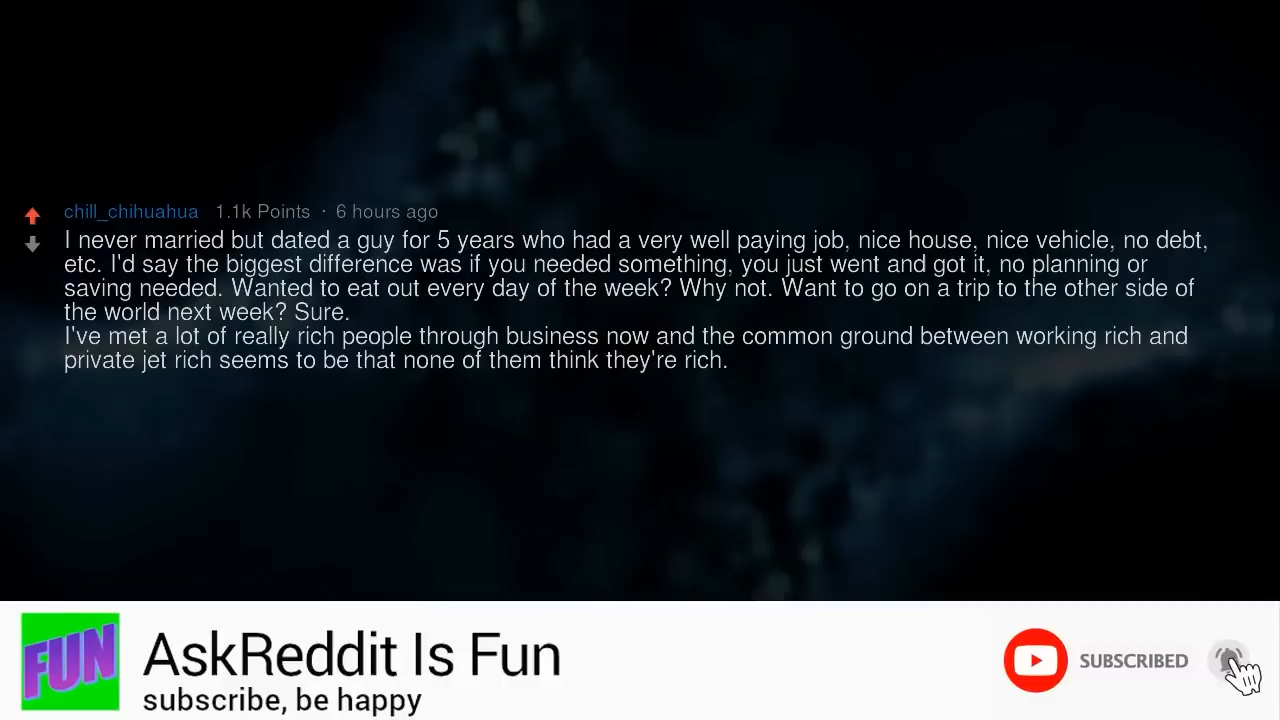 chill_chihuahua 1.1k Points · 6 hours ago
I never married but dated a guy for 5 years who had a very well paying job, nice house, nice vehicle, no debt,
etc. I'd say the biggest difference was if you needed something, you just went and got it, no planning or
saving needed. Wanted to eat out every day of the week? Why not. Want to go on a trip to the other side of
the world next week? Sure.
I've met a lot of really rich people through business now and the common ground between working rich and
private jet rich seems to be that none of them think they're rich.
FUN
AskReddit Is Fun
subscribe, be happy
SUBSCRIBED